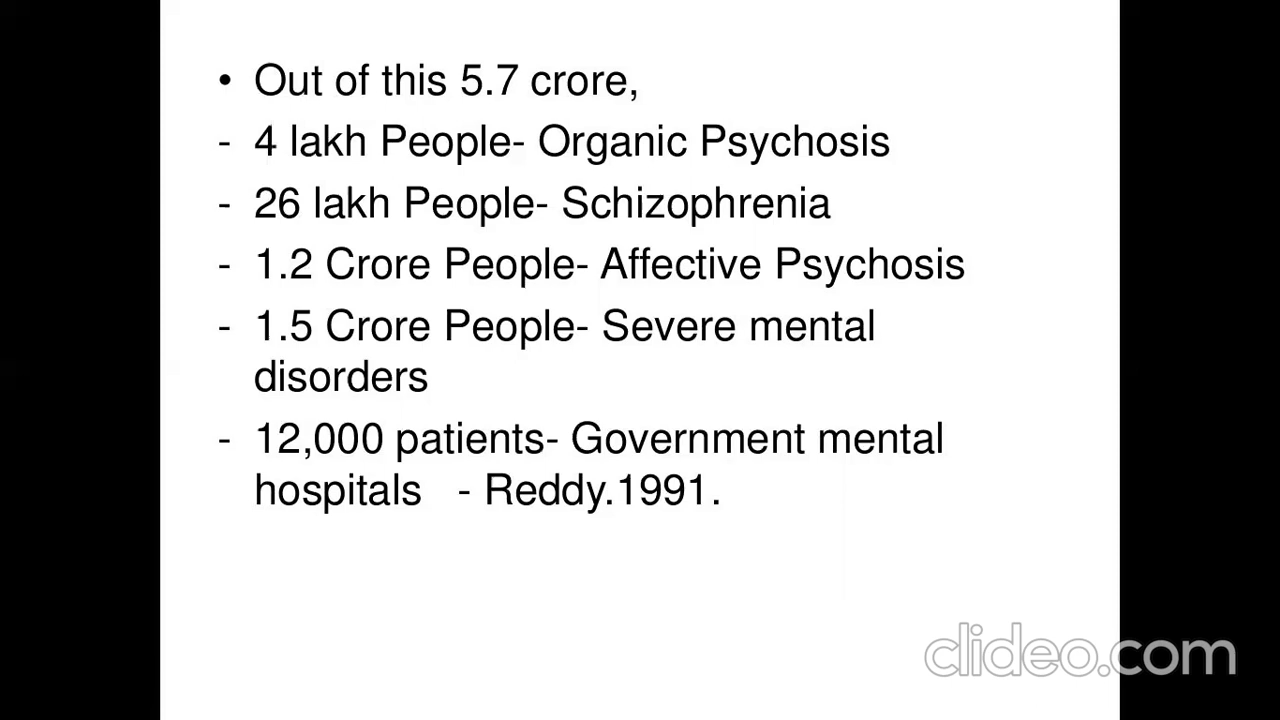 • Out of this 5.7 crore,
- 4 lakh People- Organic Psychosis
- 26 lakh People- Schizophrenia
- 1.2 Crore People- Affective Psychosis
- 1.5 Crore People- Severe mental
disorders
- 12,000 patients- Government mental
hospitals - Reddy.1991.
clideo.com